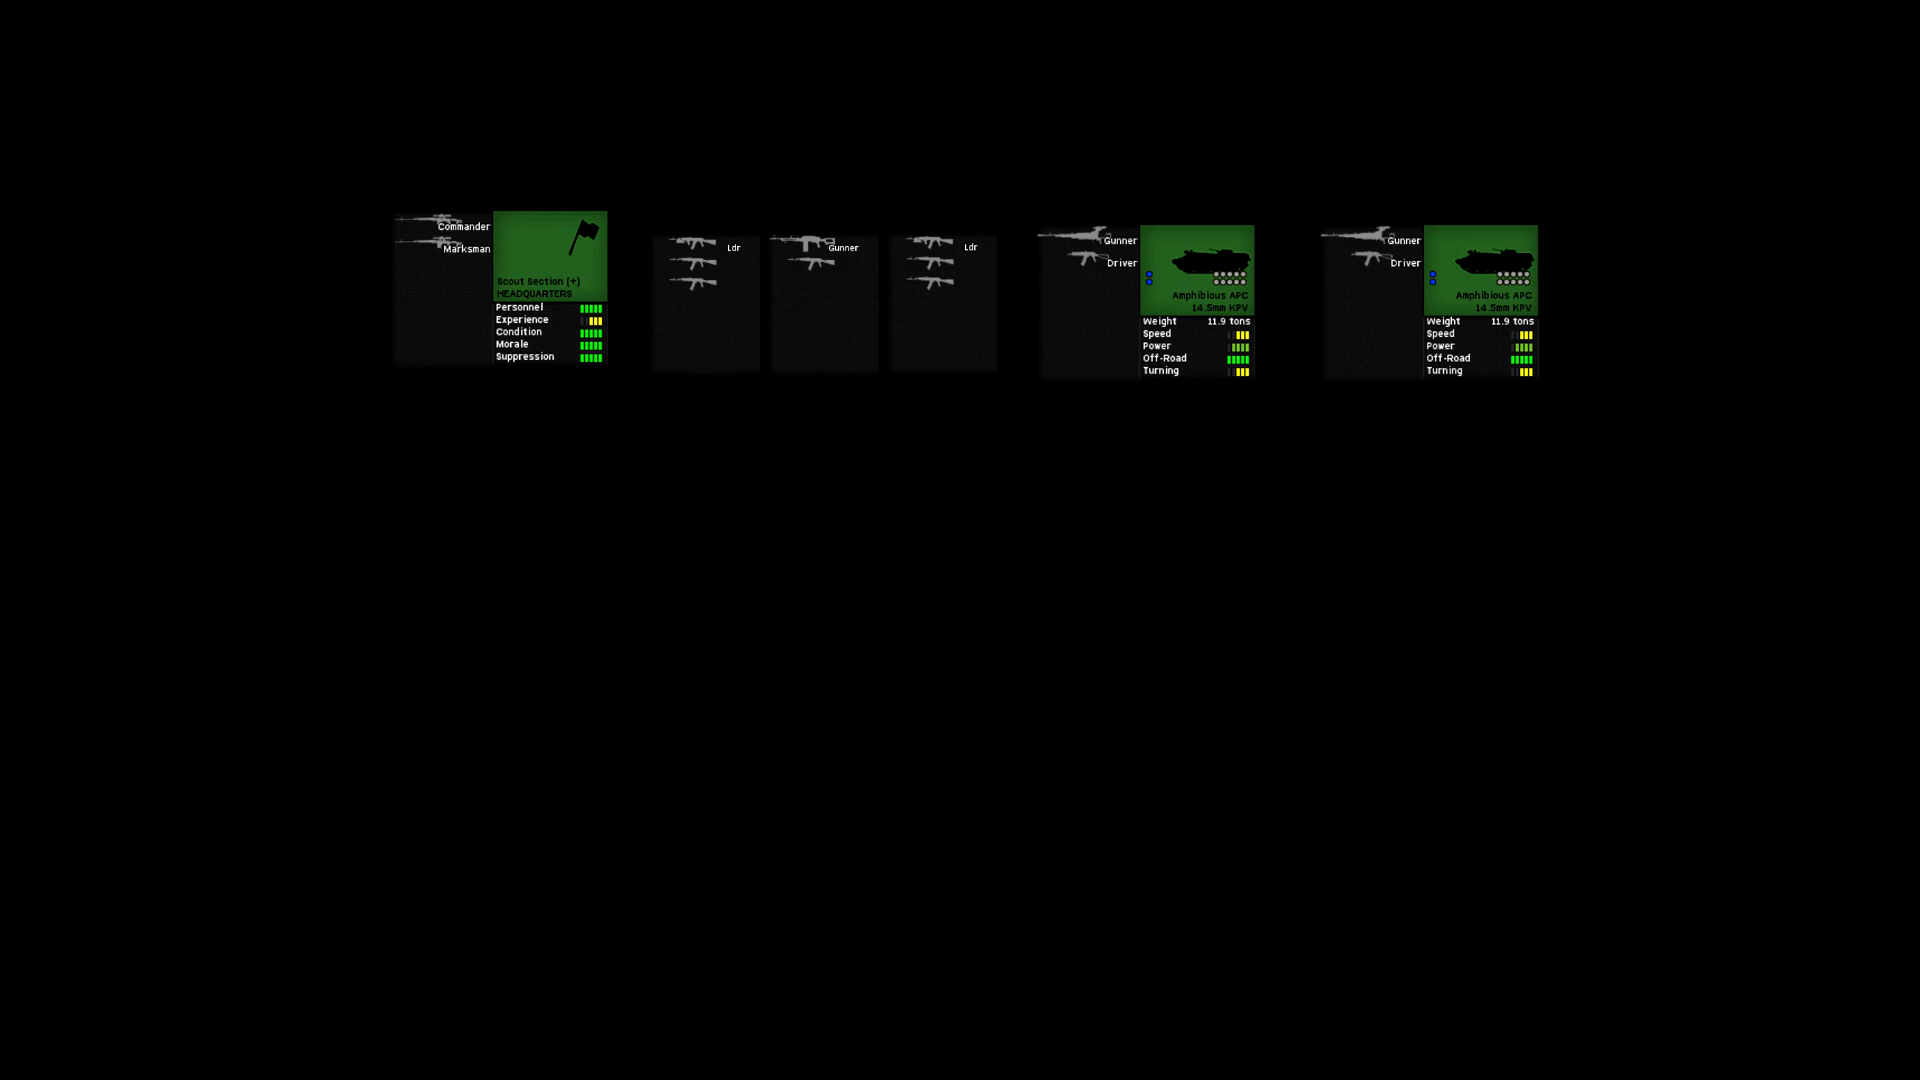 Commander
Marksman
Scout Section (+)
HEADQUARTERS
Personnel
Experience
Condition
Morale
Suppression
Ldr
Gunner
Ldr
Gunner
Driver
Amphibious APC
14.5mm KPV
Weight 11.9 tons
Speed
Power
Off-Road
Turning
Gunner
Driver
Amphibious APC
14.5mm KPV
Weight 11.9 tons
Speed
Power
Off-Road
Turning